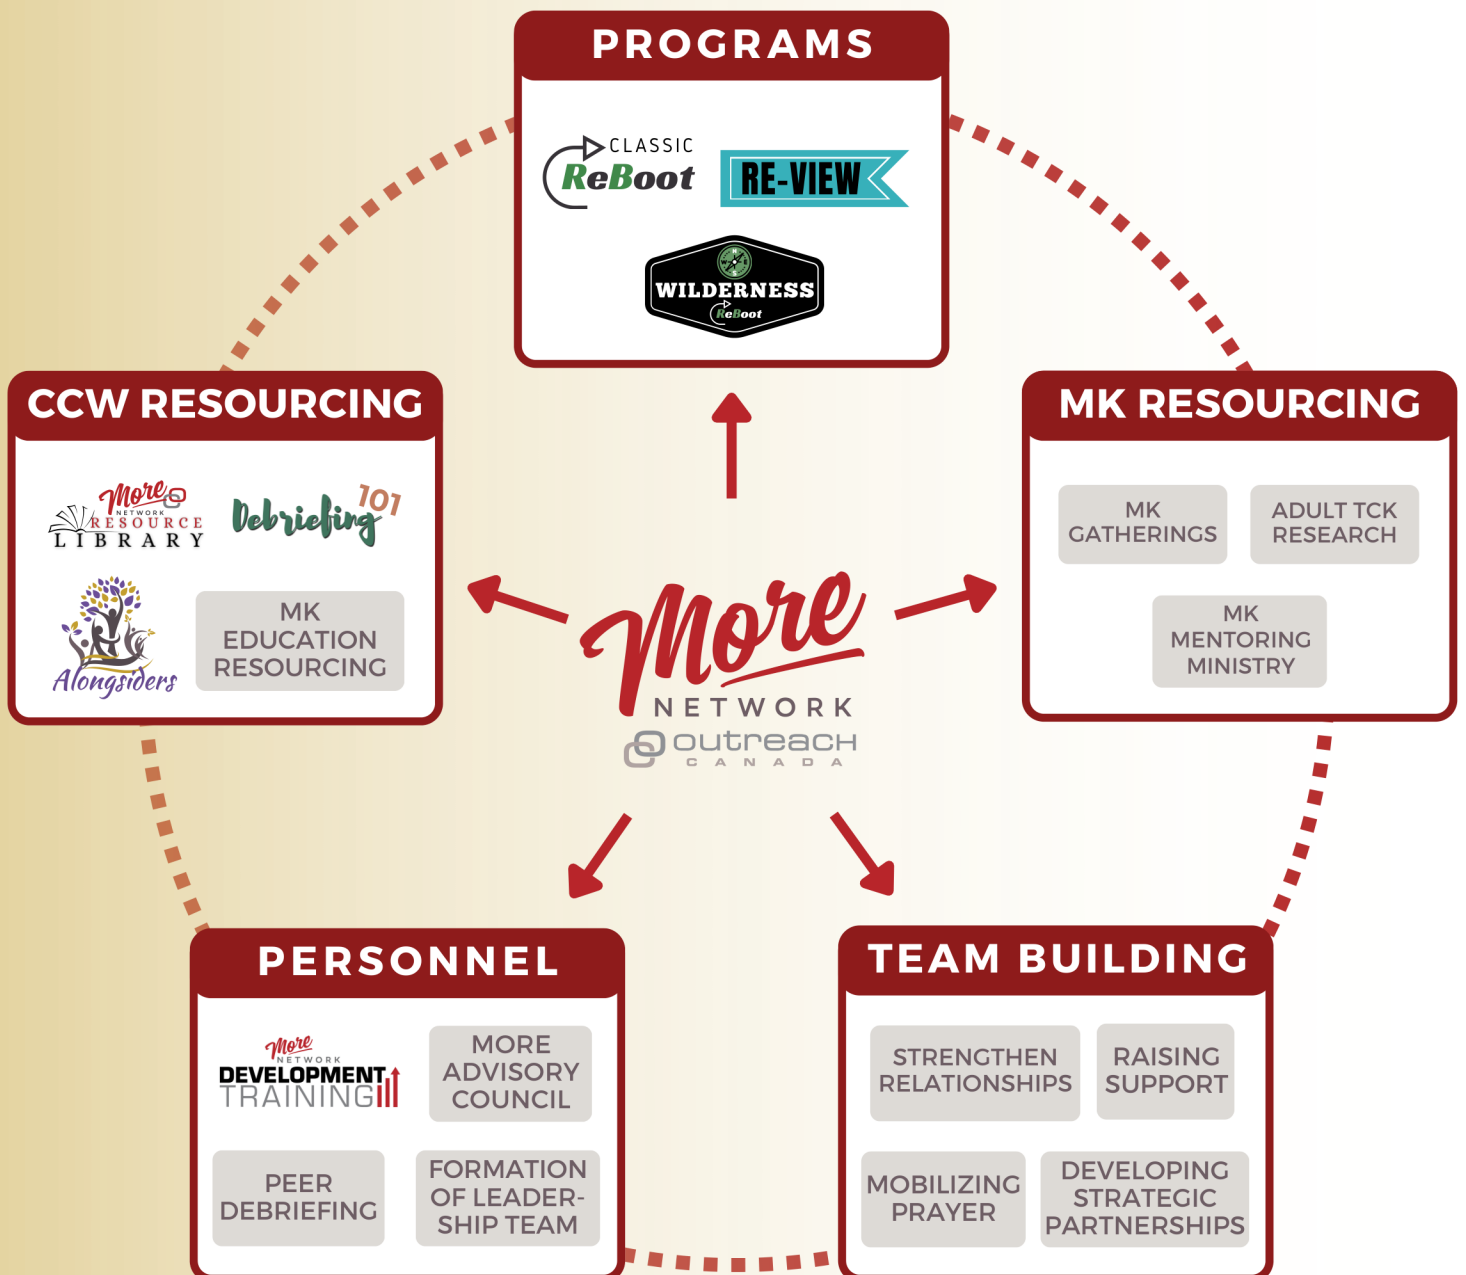 PROGRAMS
CLASSIC
ReBoot
RE-VIEW
N
W E
S
WILDERNESS
ReBoot
CCW RESOURCING
More
NETWORK
RESOURCE
LIBRARY
Debriefing 101
Alongsiders
MK
EDUCATION
RESOURCING
MK RESOURCING
MK
GATHERINGS
ADULT TCK
RESEARCH
MK
MENTORING
MINISTRY
More
NETWORK
outreach
CANADA
PERSONNEL
More
NETWORK
DEVELOPMENT
TRAINING
MORE
ADVISORY
COUNCIL
PEER
DEBRIEFING
FORMATION
OF LEADER-
SHIP TEAM
TEAM BUILDING
STRENGTHEN
RELATIONSHIPS
RAISING
SUPPORT
MOBILIZING
PRAYER
DEVELOPING
STRATEGIC
PARTNERSHIPS